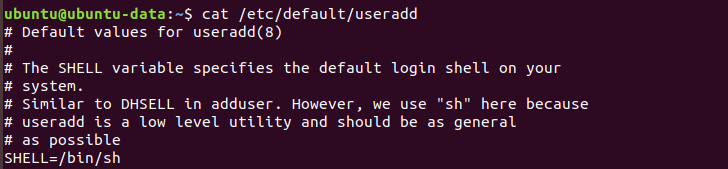 ubuntu@ubuntu-data:~$ cat /etc/default/useradd
# Default values for useradd(8)
#
# The SHELL variable specifies the default login shell on your
# system.
# Similar to DHSELL in adduser. However, we use "sh" here because
# useradd is a low level utility and should be as general
# as possible
SHELL=/bin/sh